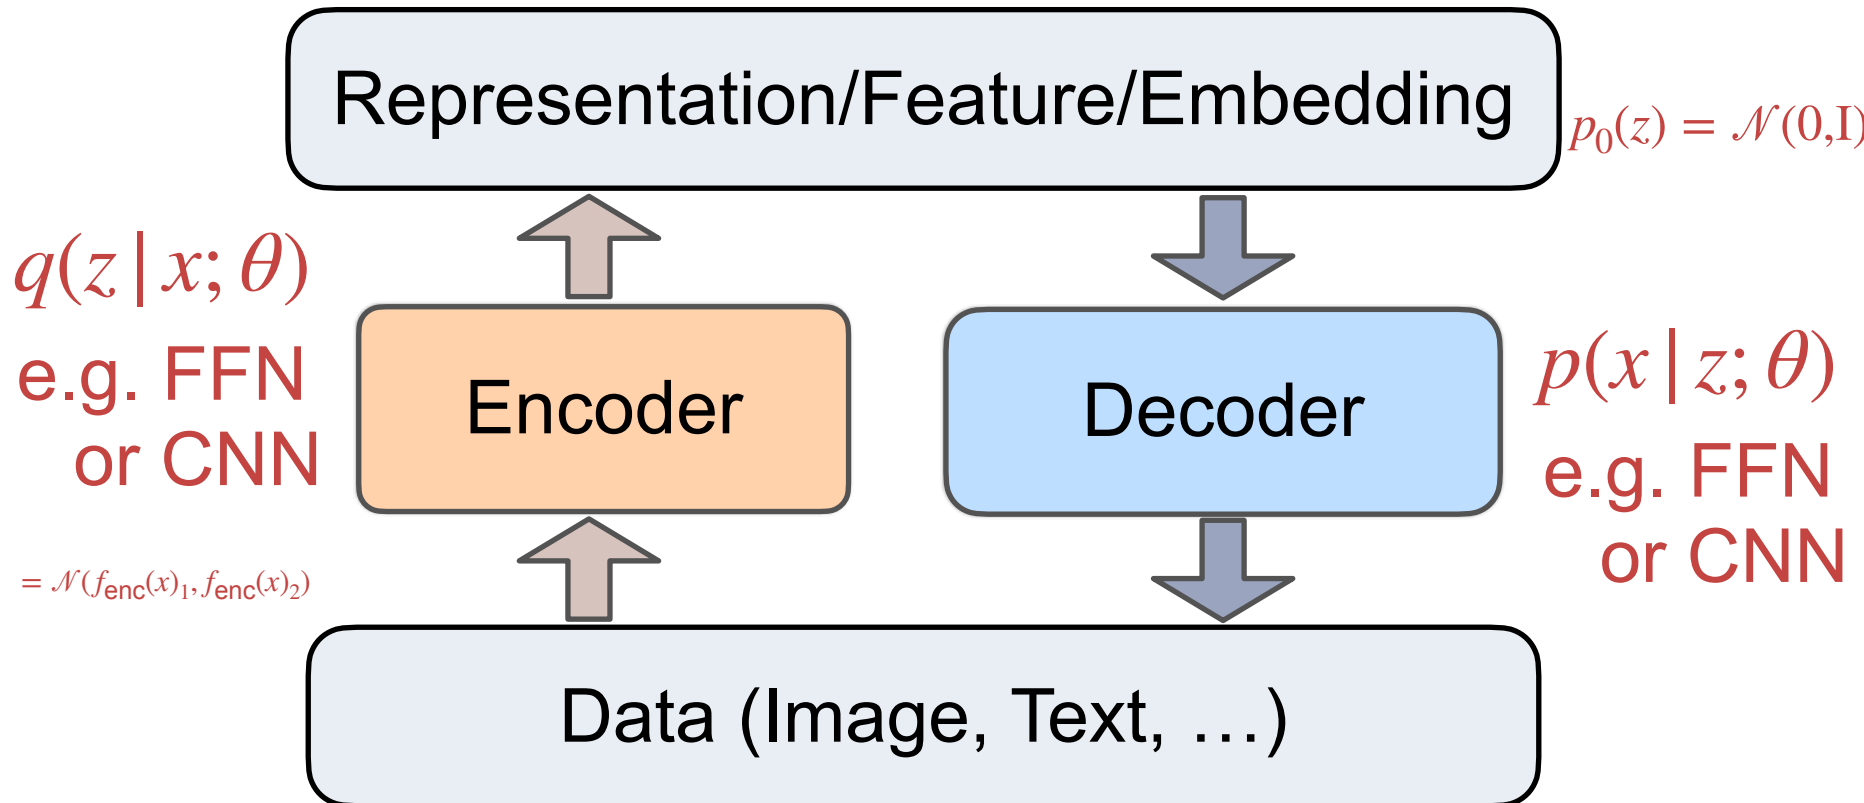 Representation/Feature/Embedding
p₀(z) = 𝒩(0,I)
q(z | x; θ)
e.g. FFN
or CNN
= 𝒩(f_enc(x)₁, f_enc(x)₂)
Encoder
Decoder
p(x | z; θ)
e.g. FFN
or CNN
Data (Image, Text, …)